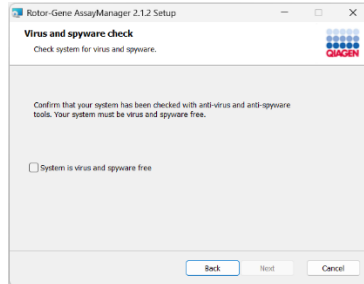 Rotor-Gene AssayManager 2.1.2 Setup
Virus and spyware check
Check system for virus and spyware.
QIAGEN
Confirm that your system has been checked with anti-virus and anti-spyware
tools. Your system must be virus and spyware free.
System is virus and spyware free
Back Next Cancel